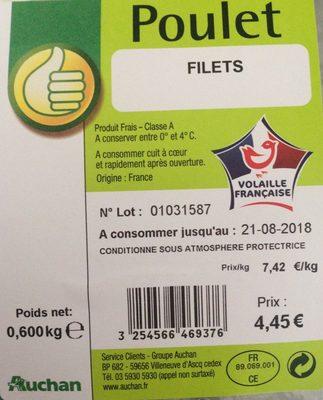 Poulet
FILETS
Produit Frais - Classe A
A conserver entre 0° et 4° C.
A consommer cuit à cœur
et rapidement après ouverture.
Origine : France
VOLAILLE
FRANÇAISE
N° Lot : 01031587
A consommer jusqu'au : 21-08-2018
CONDITIONNE SOUS ATMOSPHERE PROTECTRICE
Prix/kg 7,42 €/kg
Poids net:
0,600kg e
Prix :
4,45 €
3 254566 469376
Service Clients - Groupe Auchan
BP 682 - 59656 Villeneuve d'Ascq cedex
Tél. 03 5930 5930 (appel non surtaxé)
www.auchan.fr
FR
89.069.001
CE
Auchan